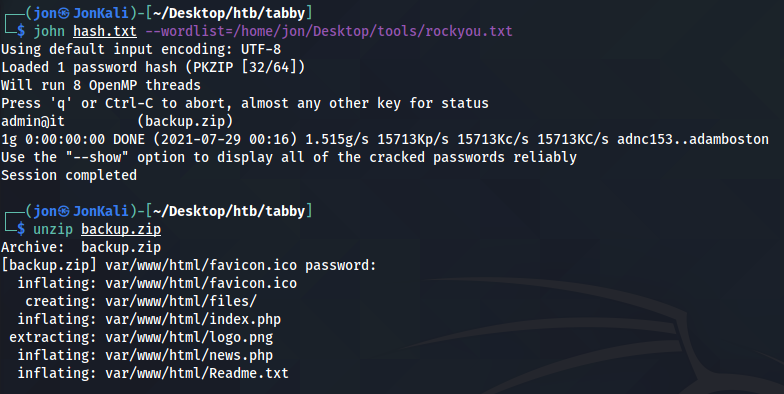 ┌──(jon㉿JonKali)-[~/Desktop/htb/tabby]
└─$ john hash.txt --wordlist=/home/jon/Desktop/tools/rockyou.txt
Using default input encoding: UTF-8
Loaded 1 password hash (PKZIP [32/64])
Will run 8 OpenMP threads
Press 'q' or Ctrl-C to abort, almost any other key for status
admin@it         (backup.zip)
1g 0:00:00:00 DONE (2021-07-29 00:16) 1.515g/s 15713Kp/s 15713Kc/s 15713KC/s adnc153..adamboston
Use the "--show" option to display all of the cracked passwords reliably
Session completed
┌──(jon㉿JonKali)-[~/Desktop/htb/tabby]
└─$ unzip backup.zip
Archive:  backup.zip
[backup.zip] var/www/html/favicon.ico password:
  inflating: var/www/html/favicon.ico
   creating: var/www/html/files/
  inflating: var/www/html/index.php
 extracting: var/www/html/logo.png
  inflating: var/www/html/news.php
  inflating: var/www/html/Readme.txt